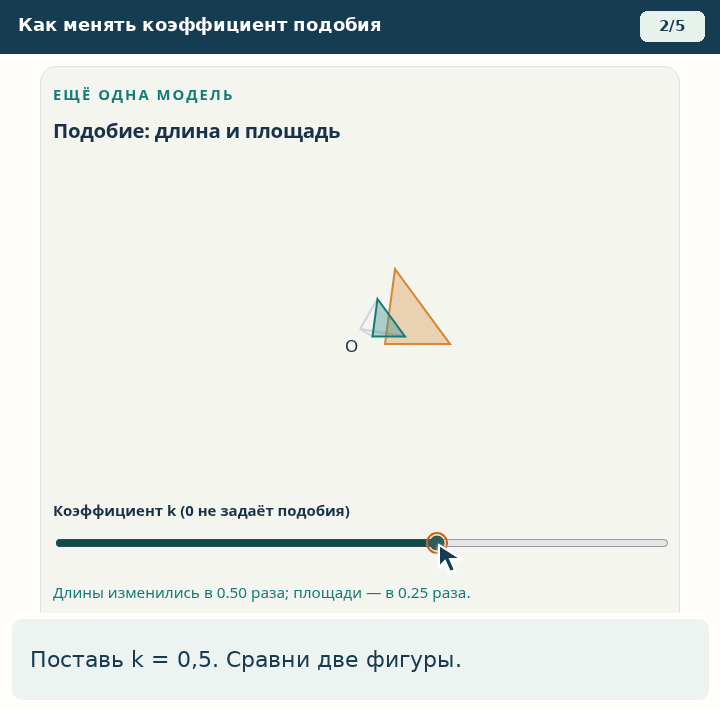 Как менять коэффициент подобия
2/5
ЕЩЁ ОДНА МОДЕЛЬ
Подобие: длина и площадь
O
Коэффициент k (0 не задаёт подобия)
Длины изменились в 0.50 раза; площади — в 0.25 раза.
Поставь k = 0,5. Сравни две фигуры.